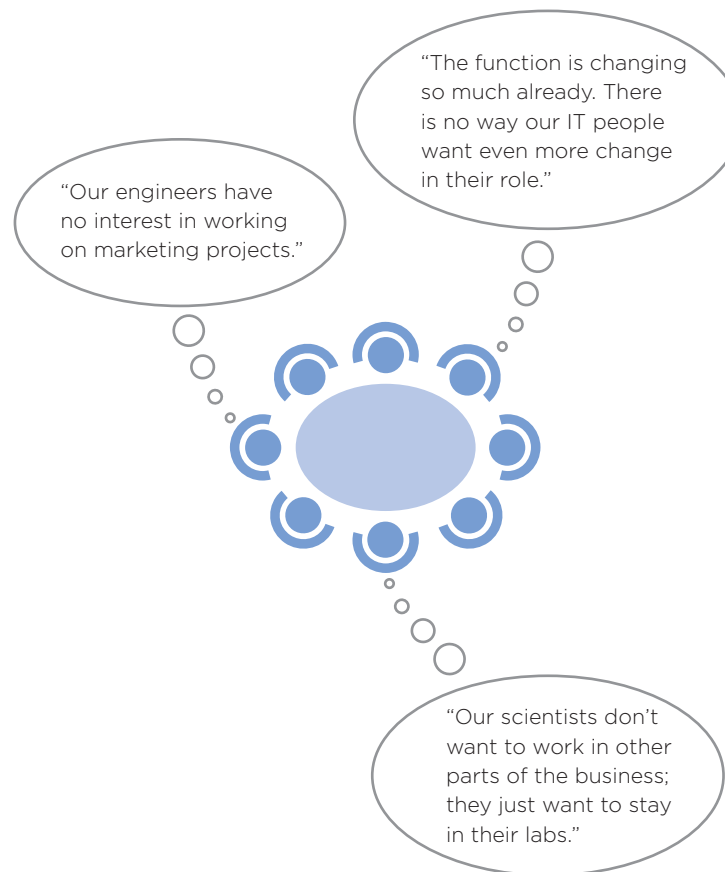 “The function is changing
so much already. There
is no way our IT people
want even more change
in their role.”
“Our engineers have
no interest in working
on marketing projects.”
“Our scientists don’t
want to work in other
parts of the business;
they just want to stay
in their labs.”